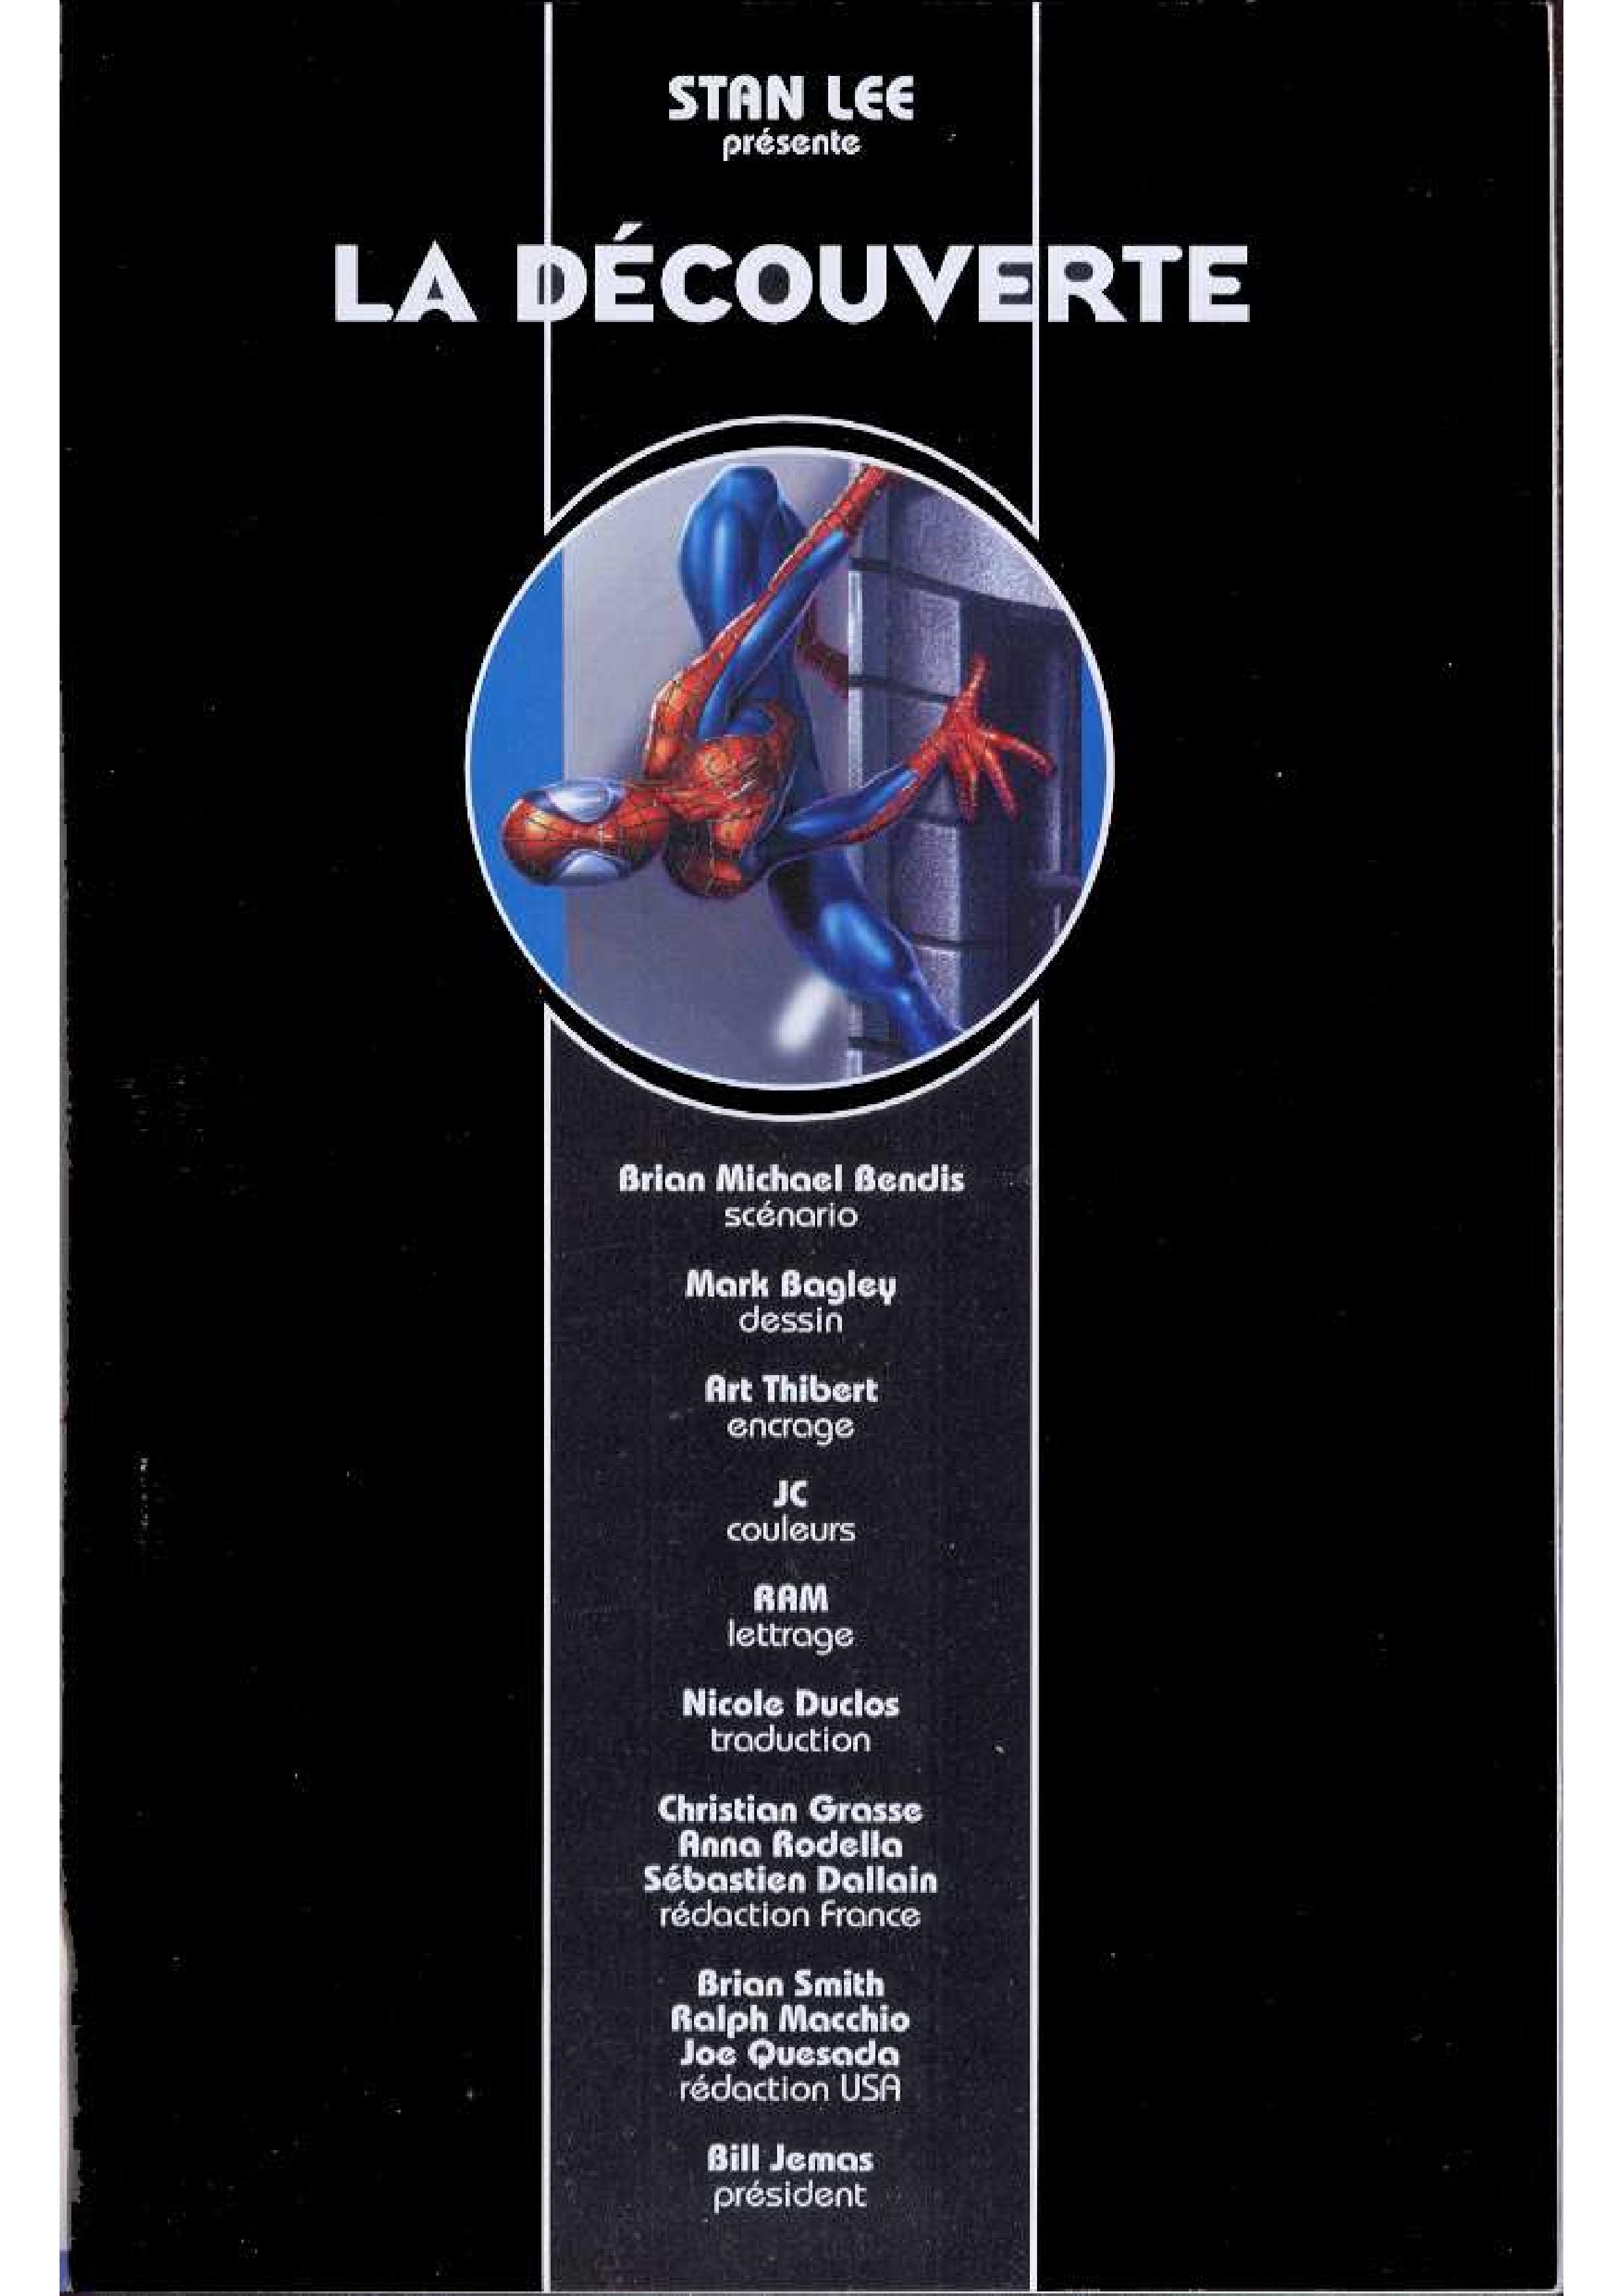 STAN LEE
présente
LA DÉCOUVERTE
Brian Michael Bendis
scénario
Mark Bagley
dessin
Art Thibert
encrage
JC
couleurs
RAM
lettrage
Nicole Duclos
traduction
Christian Grasse
Anna Rodella
Sébastien Dallain
rédaction France
Brian Smith
Ralph Macchio
Joe Quesada
rédaction USA
Bill Jemas
président